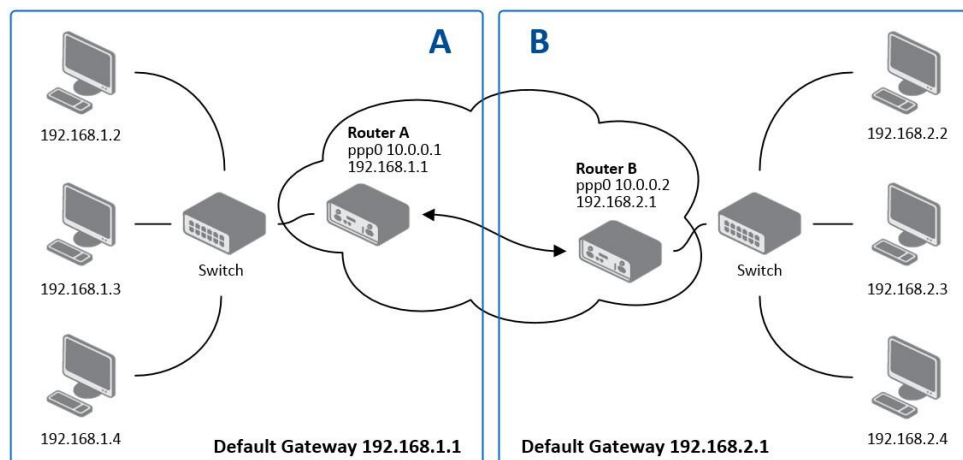 A
B
192.168.1.2
192.168.1.3
192.168.1.4
Switch
Router A
ppp0 10.0.0.1
192.168.1.1
Router B
ppp0 10.0.0.2
192.168.2.1
Switch
192.168.2.2
192.168.2.3
192.168.2.4
Default Gateway 192.168.1.1
Default Gateway 192.168.2.1